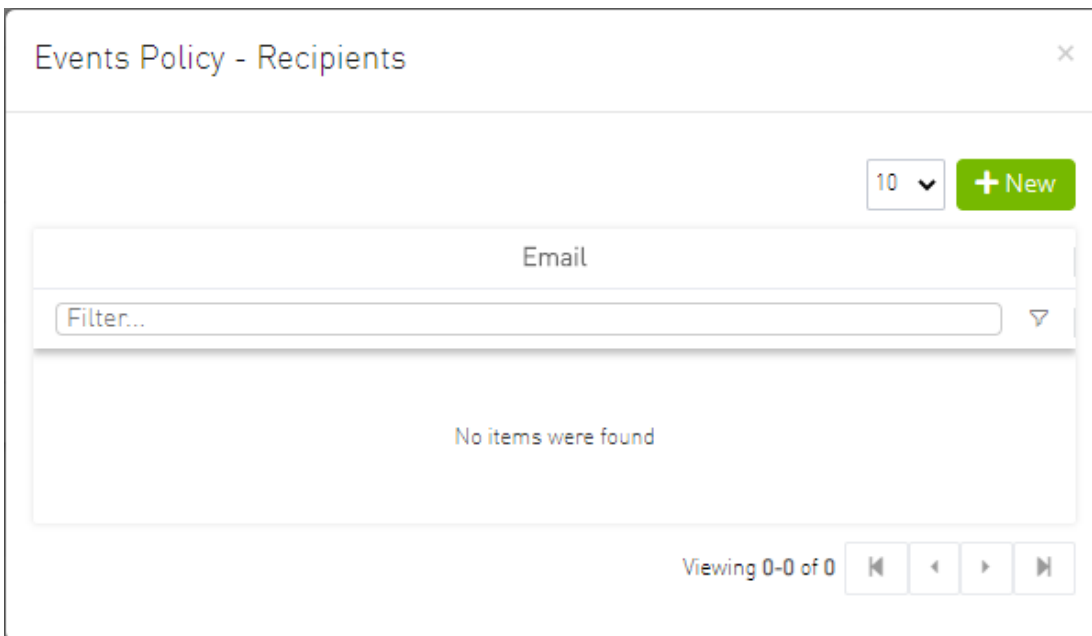 Events Policy - Recipients
10 New
Email
Filter...
No items were found
Viewing 0-0 of 0